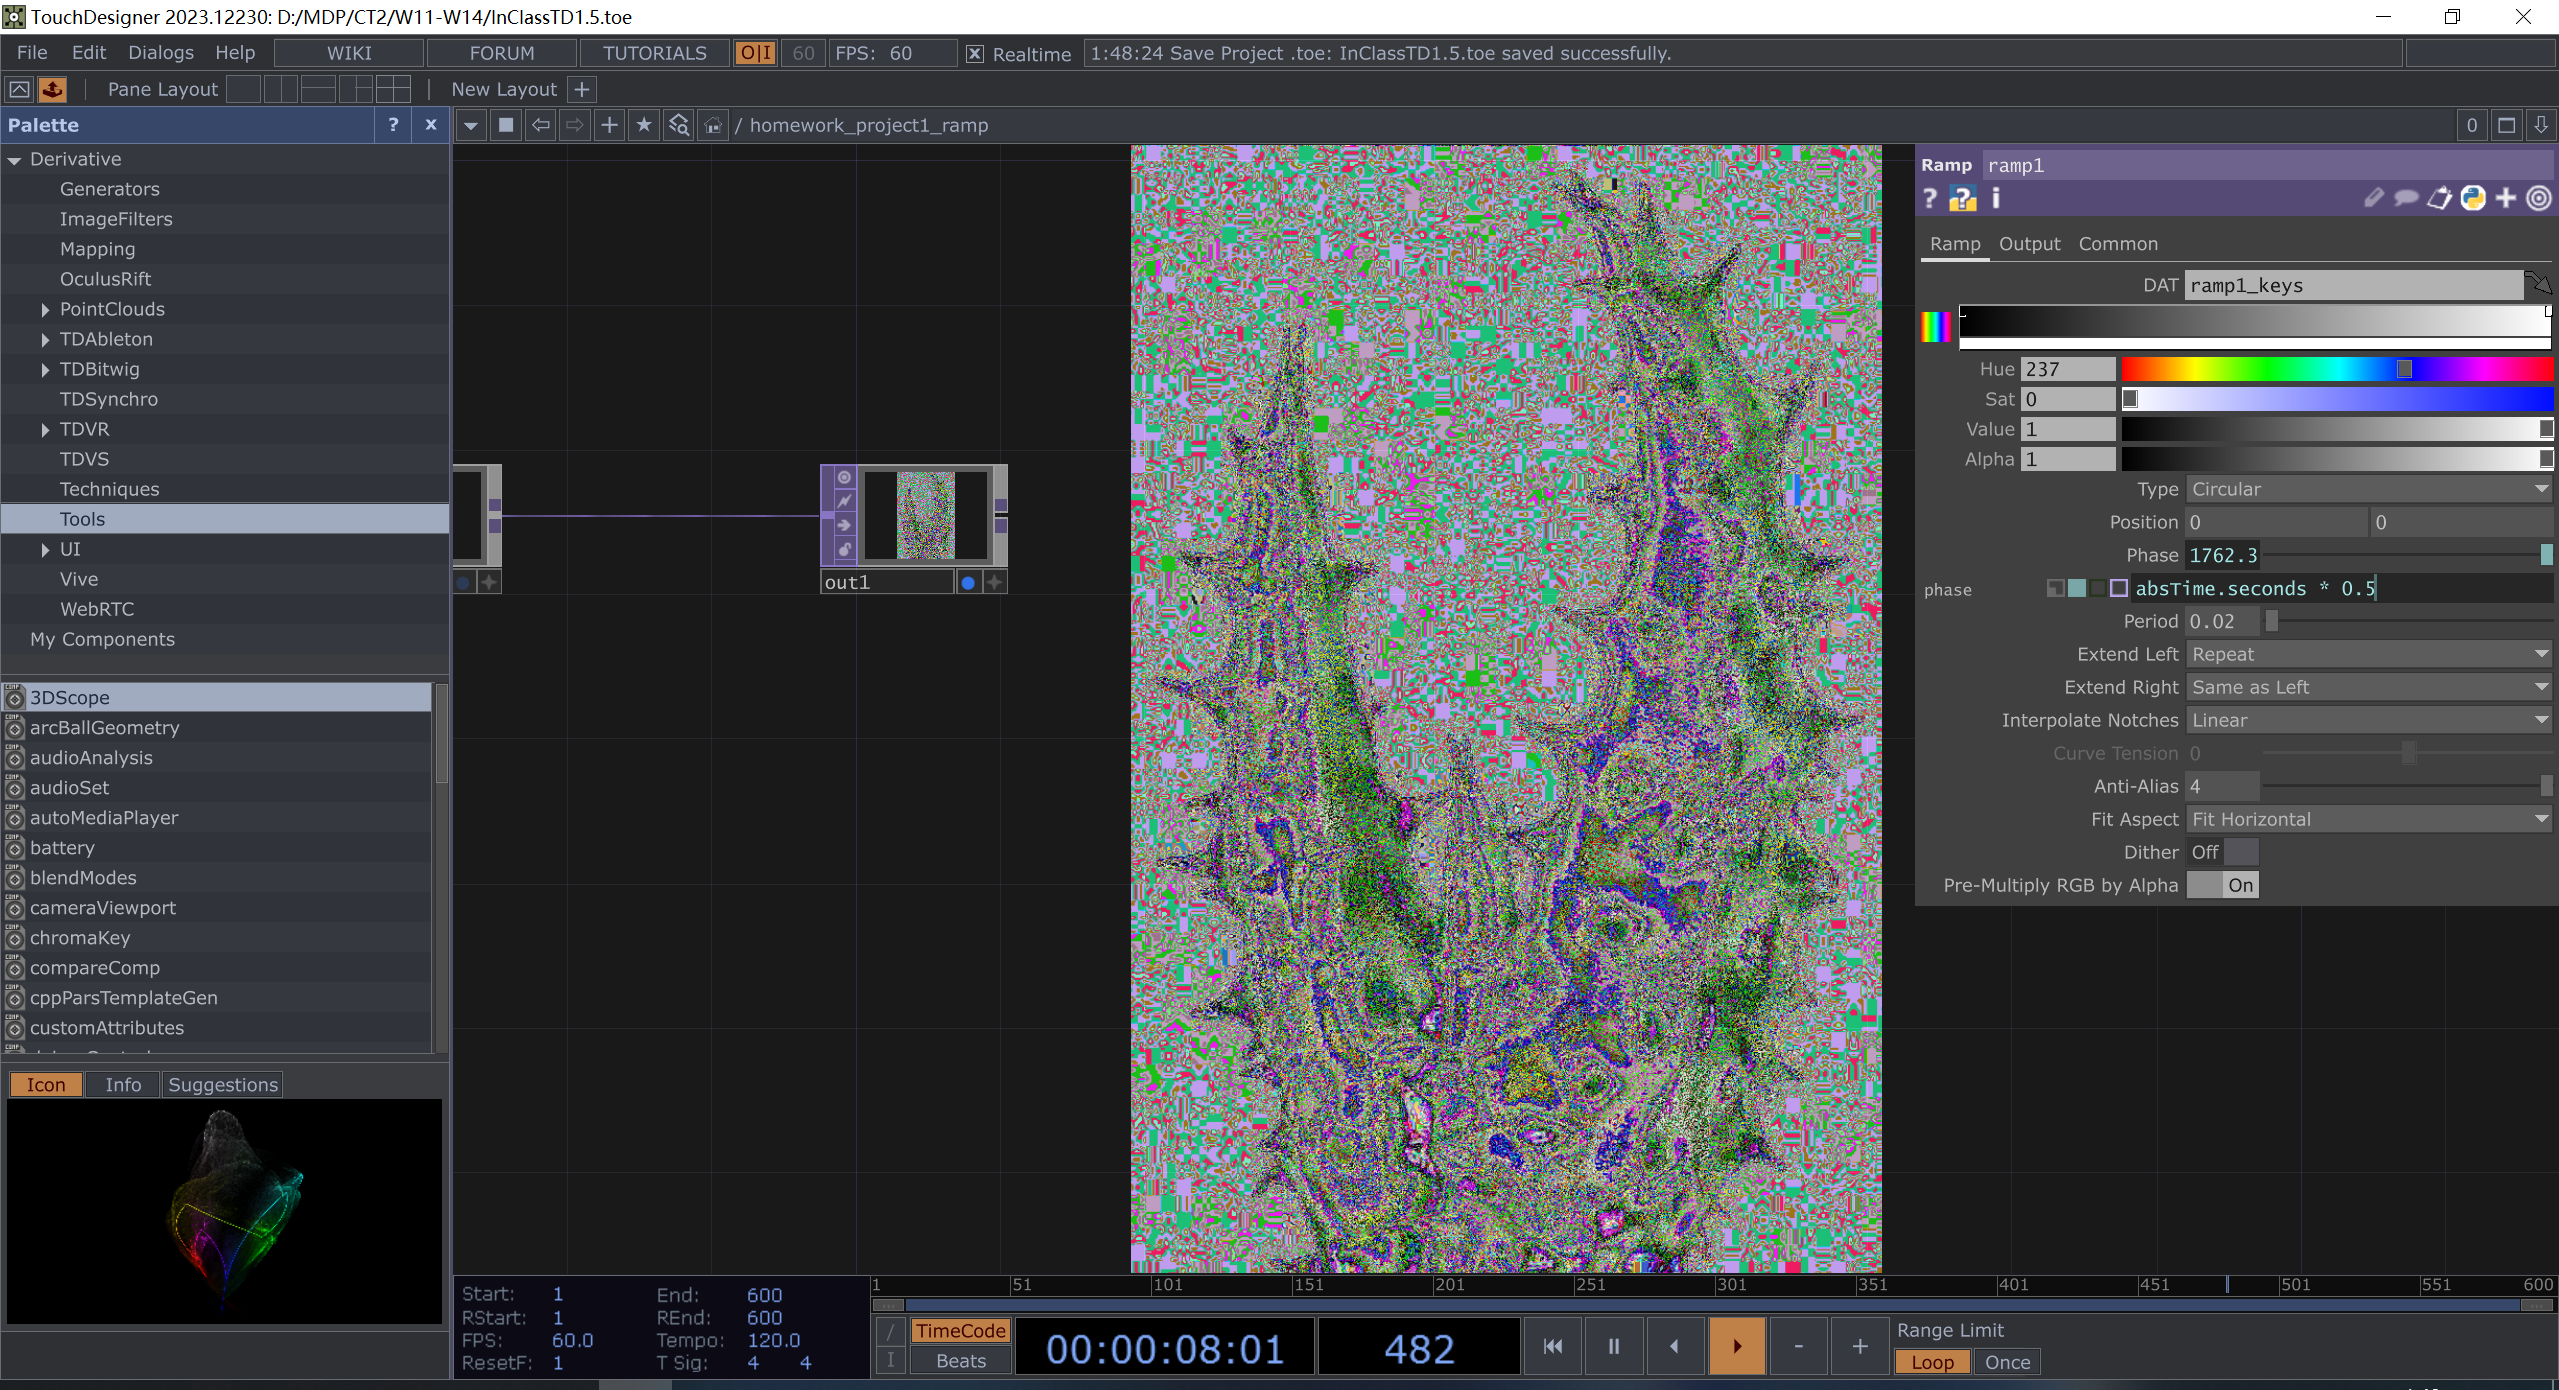 TouchDesigner 2023.12230: D:/MDP/CT2/W11-W14/InClassTD1.5.toe
File Edit Dialogs Help WIKI FORUM TUTORIALS O|I 60 FPS: 60 Realtime 1:48:24 Save Project .toe: InClassTD1.5.toe saved successfully.
Pane Layout New Layout +
Palette ? x
/ homework_project1_ramp 0
Derivative
Generators
ImageFilters
Mapping
OculusRift
PointClouds
TDAbleton
TDBitwig
TDSynchro
TDVR
TDVS
Techniques
Tools
UI
Vive
WebRTC
My Components
3DScope
arcBallGeometry
audioAnalysis
audioSet
autoMediaPlayer
battery
blendModes
cameraViewport
chromaKey
compareComp
cppParsTemplateGen
customAttributes
Icon Info Suggestions
out1
Ramp ramp1
Ramp Output Common
DAT ramp1_keys
Hue 237
Sat 0
Value 1
Alpha 1
Type Circular
Position 0 0
Phase 1762.3
phase absTime.seconds * 0.5
Period 0.02
Extend Left Repeat
Extend Right Same as Left
Interpolate Notches Linear
Curve Tension 0
Anti-Alias 4
Fit Aspect Fit Horizontal
Dither Off
Pre-Multiply RGB by Alpha On
1 51 101 151 201 251 301 351 401 451 501 551 600
Start: 1 End: 600
RStart: 1 REnd: 600
FPS: 60.0 Tempo: 120.0
ResetF: 1 T Sig: 4 4
/ TimeCode
I Beats
00:00:08:01 482
- +
Range Limit
Loop Once